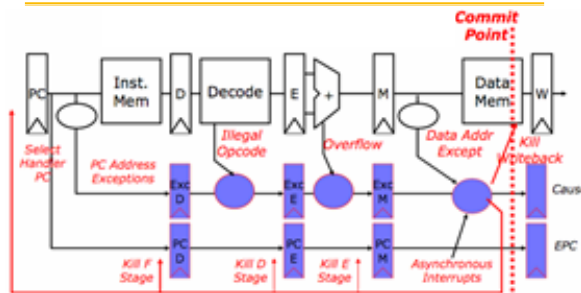 Commit
Point
PC
Inst.
Mem
D
Decode
E
+
M
Data
Mem
W
Select
Handler
PC
PC Address
Exceptions
Illegal
Opcode
Overflow
Data Addr
Except
Kill
Writeback
Exc
D
Exc
E
Exc
M
Cause
PC
D
PC
E
PC
M
EPC
Kill F
Stage
Kill D
Stage
Kill E
Stage
Asynchronous
Interrupts